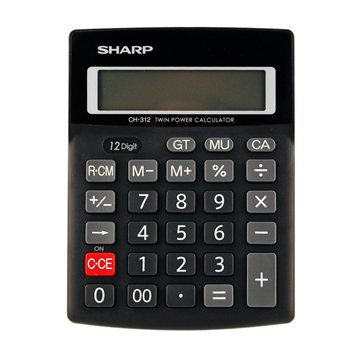 SHARP
CH-312 TWIN POWER CALCULATOR
12 Digit GT MU CA
R·CM M− M+ % ÷
+/− 7 8 9 ×
→ 4 5 6 −
ON
C·CE 1 2 3 +
0 00 · =